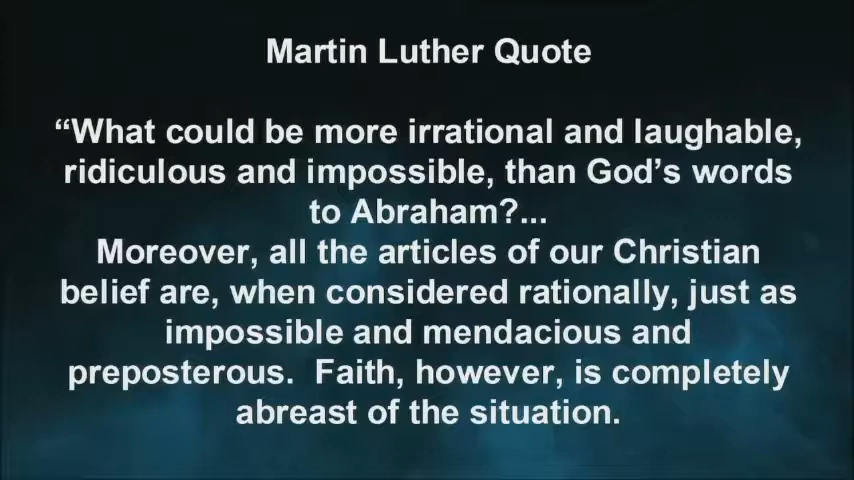 Martin Luther Quote
“What could be more irrational and laughable,
ridiculous and impossible, than God’s words
to Abraham?...
Moreover, all the articles of our Christian
belief are, when considered rationally, just as
impossible and mendacious and
preposterous.  Faith, however, is completely
abreast of the situation.